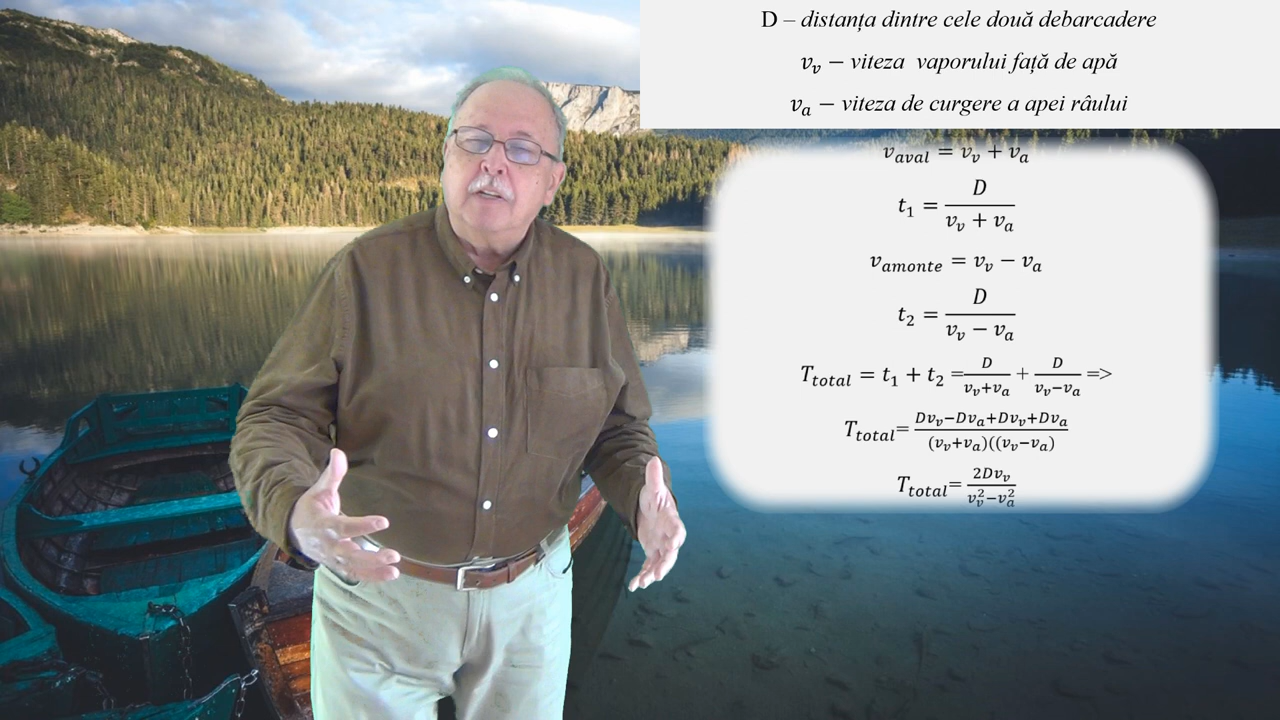 D – distanța dintre cele două debarcadere
v_v − viteza vaporului față de apă
v_a − viteza de curgere a apei râului
v_aval = v_v + v_a
t_1 = D / (v_v + v_a)
v_amonte = v_v − v_a
t_2 = D / (v_v − v_a)
T_total = t_1 + t_2 = D / (v_v+v_a) + D / (v_v−v_a) =>
T_total= (Dv_v−Dv_a+Dv_v+Dv_a) / (v_v+v_a)((v_v−v_a)
T_total= 2Dv_v / (v_v^2−v_a^2)